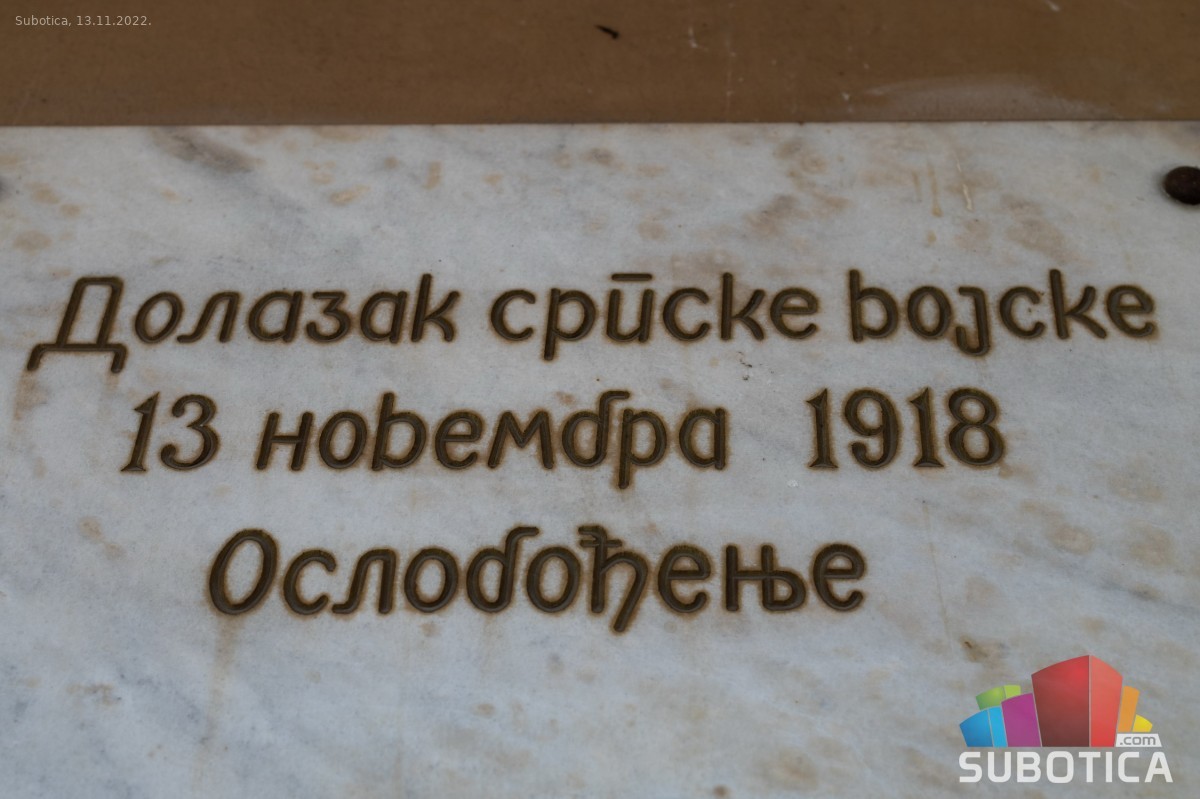 Subotica, 13.11.2022.
Долазак српске војске
13 новембра 1918
Ослобођење
.com
SUBOTICA